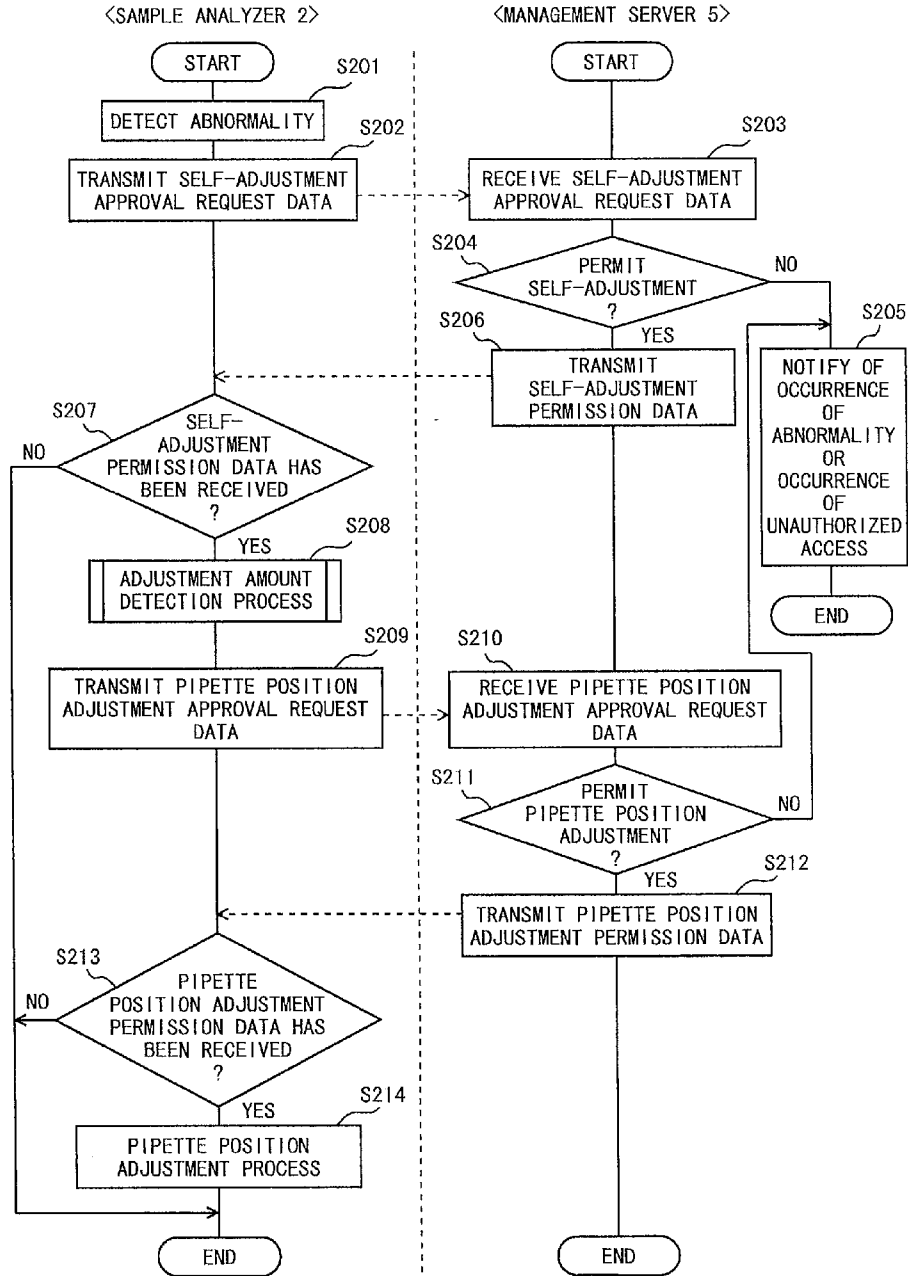 <SAMPLE ANALYZER 2>
<MANAGEMENT SERVER 5>
START
START
S201
DETECT ABNORMALITY
S202
TRANSMIT SELF-ADJUSTMENT
APPROVAL REQUEST DATA
S203
RECEIVE SELF-ADJUSTMENT
APPROVAL REQUEST DATA
S204
PERMIT
SELF-ADJUSTMENT
?
NO
YES
S205
NOTIFY OF
OCCURRENCE
OF
ABNORMALITY
OR
OCCURRENCE
OF
UNAUTHORIZED
ACCESS
END
S206
TRANSMIT
SELF-ADJUSTMENT
PERMISSION DATA
S207
SELF-
ADJUSTMENT
PERMISSION DATA HAS
BEEN RECEIVED
?
NO
YES
S208
ADJUSTMENT AMOUNT
DETECTION PROCESS
S209
TRANSMIT PIPETTE POSITION
ADJUSTMENT APPROVAL REQUEST
DATA
S210
RECEIVE PIPETTE POSITION
ADJUSTMENT APPROVAL REQUEST
DATA
S211
PERMIT
PIPETTE POSITION
ADJUSTMENT
?
NO
YES
S212
TRANSMIT PIPETTE POSITION
ADJUSTMENT PERMISSION DATA
S213
PIPETTE
POSITION ADJUSTMENT
PERMISSION DATA HAS
BEEN RECEIVED
?
NO
YES
S214
PIPETTE POSITION
ADJUSTMENT PROCESS
END
END